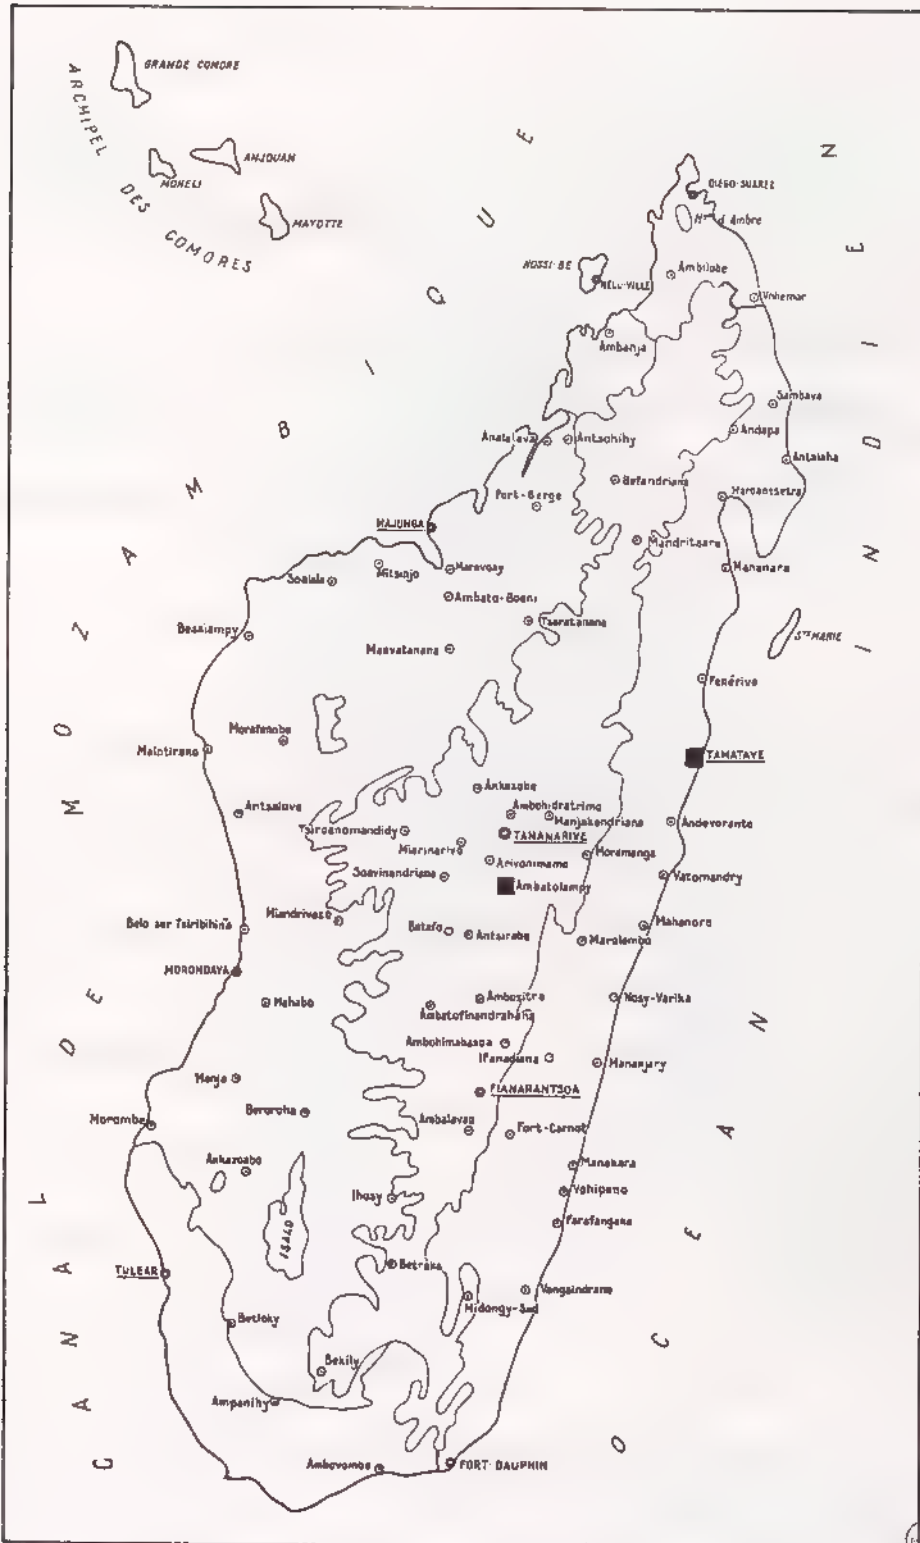 GRANDE COMORE
ARCHIPEL DES COMORES
ANJOUAN
MOHELI
MAYOTTE
CANAL DE MOZAMBIQUE
OCEAN INDIEN
DIEGO-SUAREZ
d'Ambre
NOSSI-BE
HELL-VILLE
Ambilobe
Vohemar
Ambanja
Sambava
Andapa
Analalava
Antsohihy
Antalaha
Befandriana
Maroantsetra
Port-Berge
MAJUNGA
Mandritsara
Mananara
Mitsinjo
Marovoay
Soalala
Ambato-Boeni
Tsaratanana
Besalampy
Maevatanana
Ste MARIE
Fenérive
Morafenobe
Maintirano
TAMATAVE
Ankazobe
Antsalova
Ambohidratrimo
Manjakandriana
Andevoranto
Tsiroanomandidy
TANANARIVE
Miarinarivo
Arivonimamo
Moramanga
Soavinandriana
Vatomandry
Ambatolampy
Miandrivazo
Belo sur Tsiribihina
Betafo
Antsirabe
Mahanoro
Marolambo
MORONDAVA
Mahabo
Ambositra
Nosy-Varika
Ambatofinandrahana
Ambohimahasoa
Ifanadiana
Mananjary
Manja
FIANARANTSOA
Beroroha
Morombe
Ambalavao
Fort-Carnot
Ankazoabo
Manakara
Vohipeno
Ihosy
Farafangana
ISALO
TULEAR
Betroka
Vangaindrano
Midongy-Sud
Betioky
Bekily
Ampanihy
Ambovombe
FORT-DAUPHIN